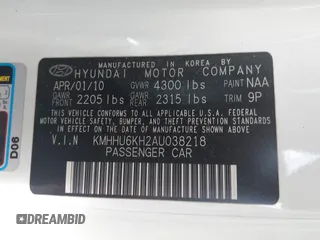 MANUFACTURED IN KOREA BY
HYUNDAI MOTOR COMPANY
APR/01/10 GVWR 4300 lbs PAINT NAA
GAWR FRONT 2205 lbs GAWR REAR 2315 lbs TRIM 9P
THIS VEHICLE CONFORMS TO ALL APPLICABLE FEDERAL
MOTOR VEHICLE SAFETY, BUMPER, AND THEFT PREVENTION
STANDARDS IN EFFECT ON THE DATE OF MANUFACTURE SHOWN
ABOVE.
V.I.N KMHHU6KH2AU038218
PASSENGER CAR
D06
DREAMBID
DREAMBID.COM